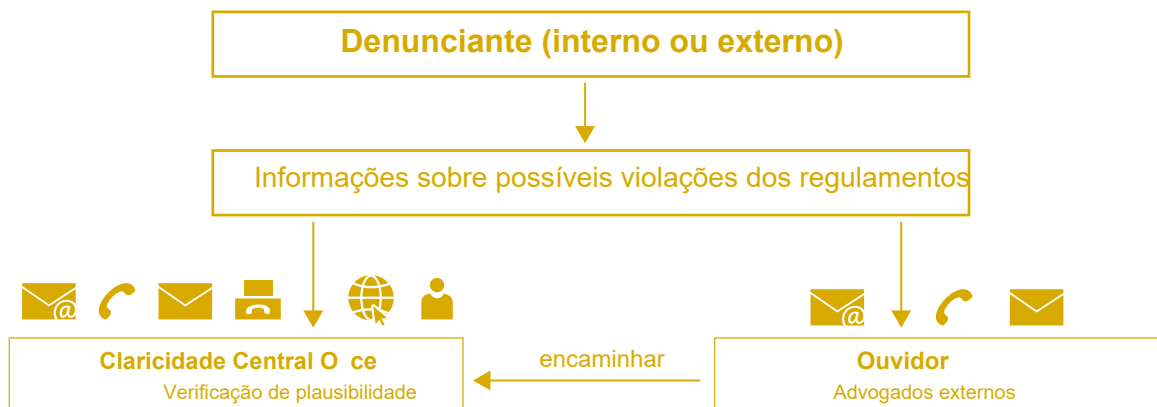 Denunciante (interno ou externo)
Informações sobre possíveis violações dos regulamentos
@
@
Claricidade Central O ce
Verificação de plausibilidade
encaminhar
Ouvidor
Advogados externos